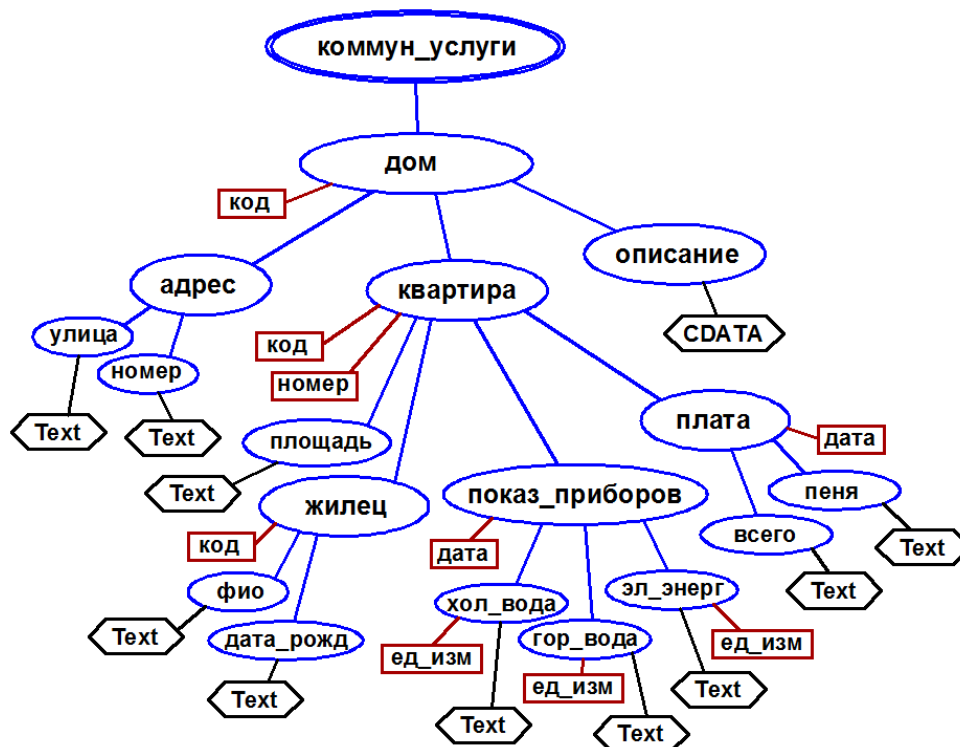 коммун_услуги
дом
код
адрес
квартира
описание
улица
номер
код
номер
CDATA
Text
Text
площадь
плата
дата
Text
жилец
показ_приборов
пеня
код
дата
всего
Text
фио
хол_вода
эл_энерг
Text
Text
дата_рожд
ед_изм
гор_вода
ед_изм
Text
ед_изм
Text
Text
Text